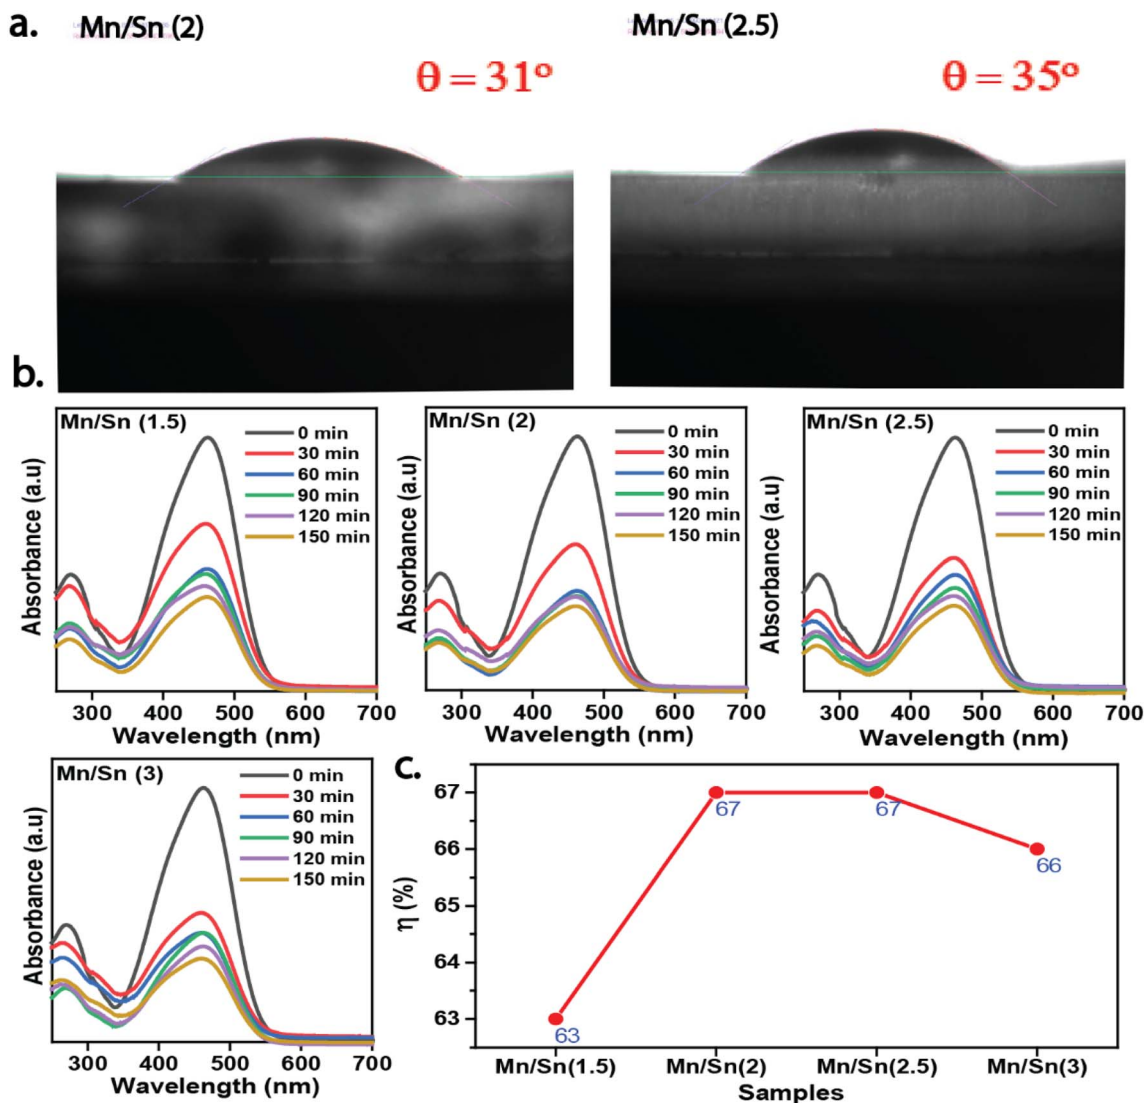 a.
Mn/Sn (2)
θ = 31°
Mn/Sn (2.5)
θ = 35°
b.
Mn/Sn (1.5)
0 min
30 min
60 min
90 min
120 min
150 min
Absorbance (a.u)
300 400 500 600 700
Wavelength (nm)
Mn/Sn (2)
0 min
30 min
60 min
90 min
120 min
150 min
Absorbance (a.u)
300 400 500 600 700
Wavelength (nm)
Mn/Sn (2.5)
0 min
30 min
60 min
90 min
120 min
150 min
Absorbance (a.u)
300 400 500 600 700
Wavelength (nm)
Mn/Sn (3)
0 min
30 min
60 min
90 min
120 min
150 min
Absorbance (a.u)
300 400 500 600 700
Wavelength (nm)
c.
67
66
65
64
63
η (%)
63
67
67
66
Mn/Sn(1.5) Mn/Sn(2) Mn/Sn(2.5) Mn/Sn(3)
Samples